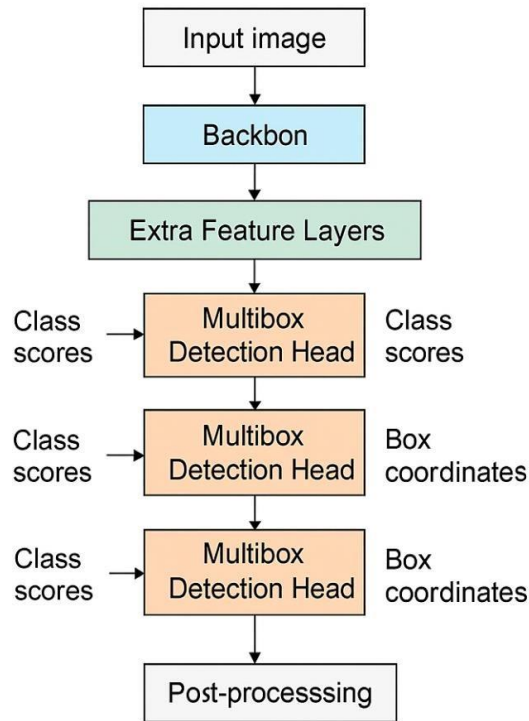 Input image
Backbon
Extra Feature Layers
Class
scores
Multibox
Detection Head
Class
scores
Class
scores
Multibox
Detection Head
Box
coordinates
Class
scores
Multibox
Detection Head
Box
coordinates
Post-processsing